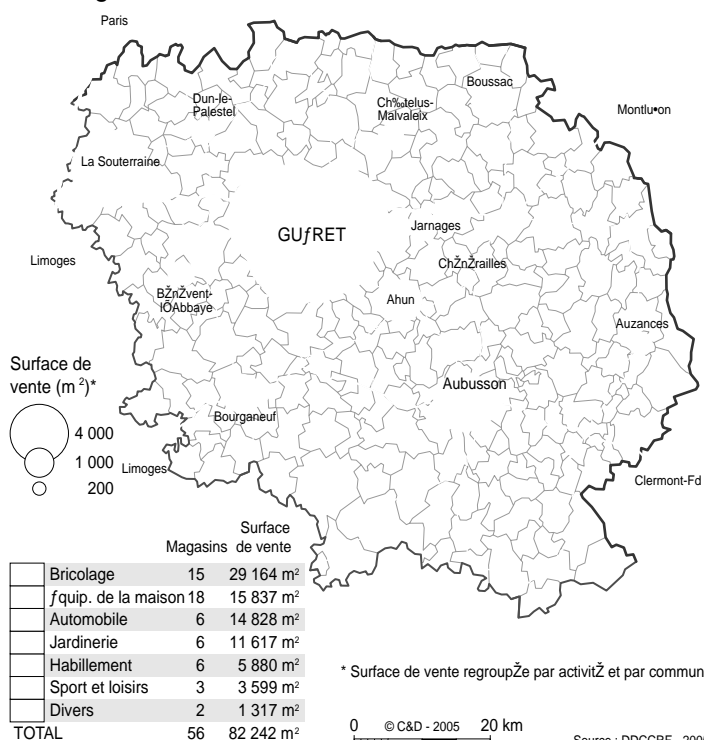 Paris
Boussac
Dun-le-
Palestel
Ch‰telus-
Malvaleix
Montlu•on
La Souterraine
Jarnages
GUƒRET
Limoges
ChŽnŽrailles
BŽnŽvent-
lÕAbbaye
Ahun
Auzances
Surface de
vente (m²)*
Aubusson
Bourganeuf
4 000
1 000
200
Limoges
Clermont-Fd
Surface
Magasins de vente
Bricolage 15 29 164 m²
ƒquip. de la maison 18 15 837 m²
Automobile 6 14 828 m²
Jardinerie 6 11 617 m²
Habillement 6 5 880 m²
Sport et loisirs 3 3 599 m²
Divers 2 1 317 m²
TOTAL 56 82 242 m²
* Surface de vente regroupŽe par activitŽ et par commun
0 © C&D - 2005 20 km